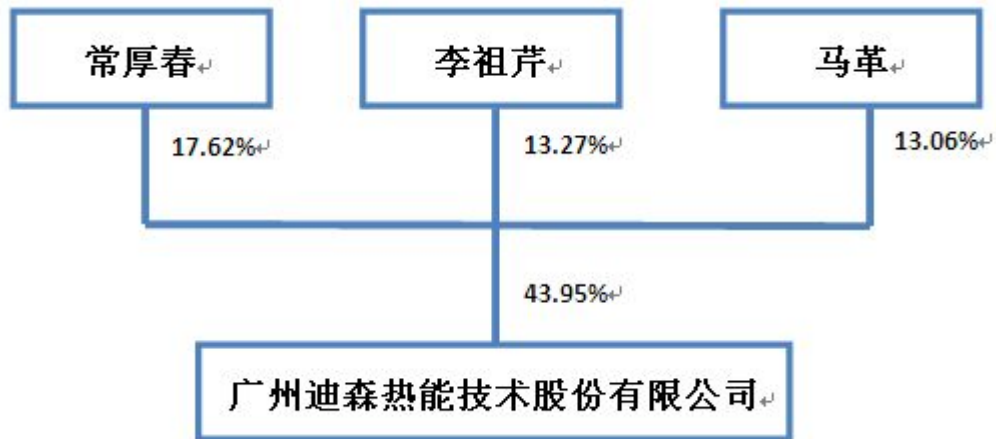 常厚春
李祖芹
马革
17.62%
13.27%
13.06%
43.95%
广州迪森热能技术股份有限公司